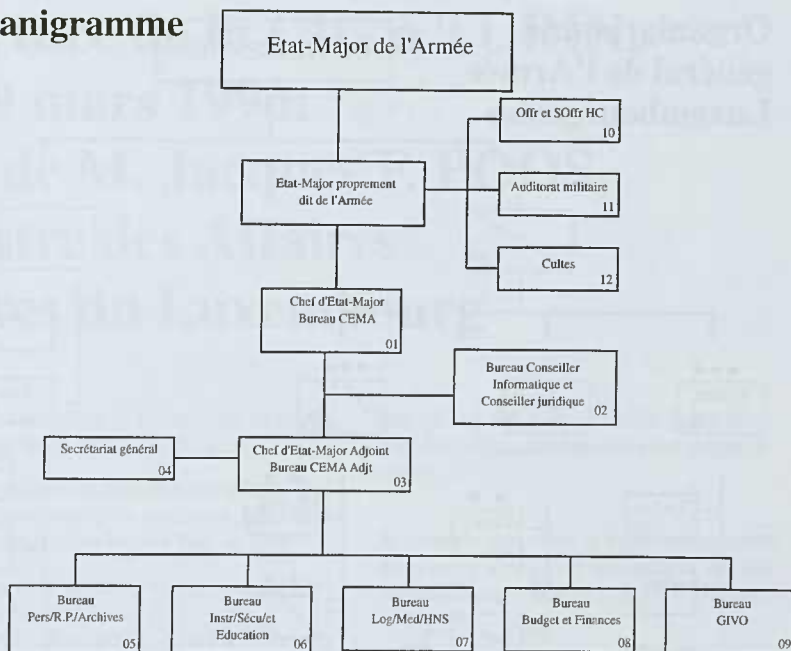 anigramme
Etat-Major de l'Armée
Offr et SOffr HC
10
Etat-Major proprement
dit de l'Armée
Auditorat militaire
11
Cultes
12
Chef d'Etat-Major
Bureau CEMA
01
Bureau Conseiller
Informatique et
Conseiller juridique
02
Secrétariat général
04
Chef d'Etat-Major Adjoint
Bureau CEMA Adjt
03
Bureau
Pers/R.P./Archives
05
Bureau
Instr/Sécu/et
Education
06
Bureau
Log/Med/HNS
07
Bureau
Budget et Finances
08
Bureau
GIVO
09